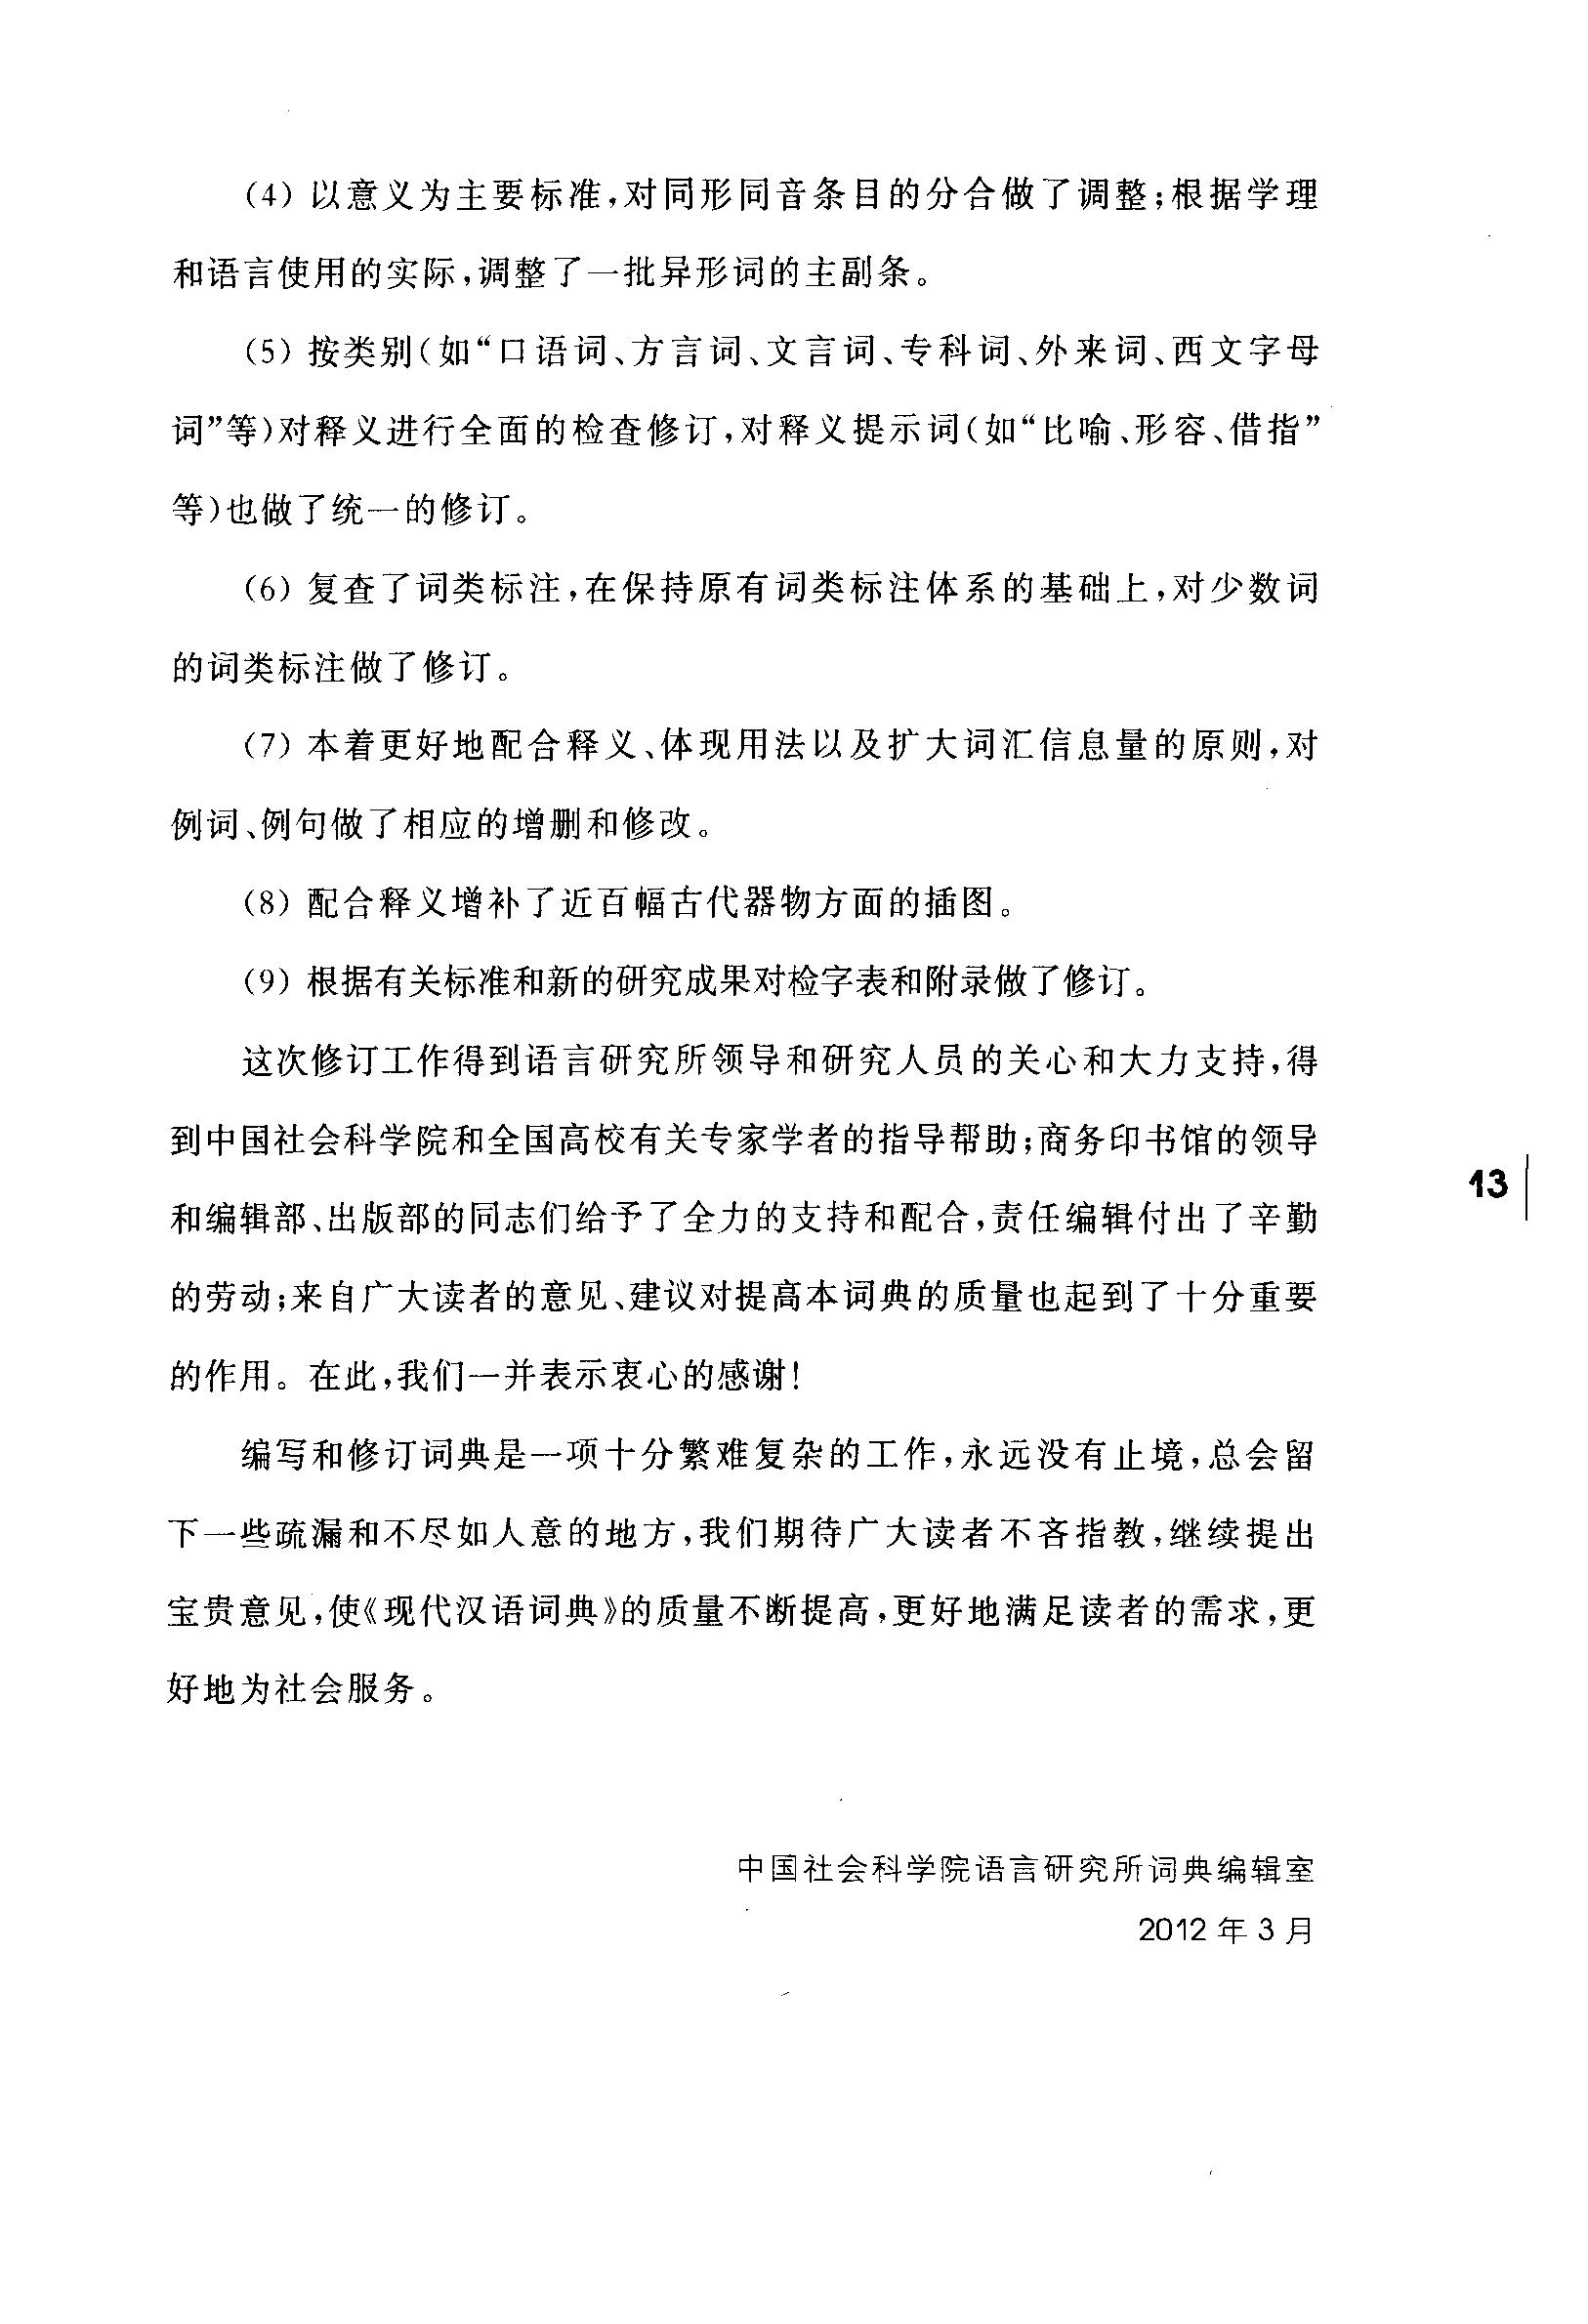 (4) 以意义为主要标准,对同形同音条目的分合做了调整;根据学理
和语言使用的实际,调整了一批异形词的主副条。
(5) 按类别(如“口语词、方言词、文言词、专科词、外来词、西文字母
词”等)对释义进行全面的检查修订,对释义提示词(如“比喻、形容、借指”
等)也做了统一的修订。
(6) 复查了词类标注,在保持原有词类标注体系的基础上,对少数词
的词类标注做了修订。
(7) 本着更好地配合释义、体现用法以及扩大词汇信息量的原则,对
例词、例句做了相应的增删和修改。
(8) 配合释义增补了近百幅古代器物方面的插图。
(9) 根据有关标准和新的研究成果对检字表和附录做了修订。
这次修订工作得到语言研究所领导和研究人员的关心和大力支持,得
到中国社会科学院和全国高校有关专家学者的指导帮助;商务印书馆的领导
和编辑部、出版部的同志们给予了全力的支持和配合,责任编辑付出了辛勤
的劳动;来自广大读者的意见、建议对提高本词典的质量也起到了十分重要
的作用。在此,我们一并表示衷心的感谢!
编写和修订词典是一项十分繁难复杂的工作,永远没有止境,总会留
下一些疏漏和不尽如人意的地方,我们期待广大读者不吝指教,继续提出
宝贵意见,使《现代汉语词典》的质量不断提高,更好地满足读者的需求,更
好地为社会服务。
中国社会科学院语言研究所词典编辑室
2012 年 3 月
13